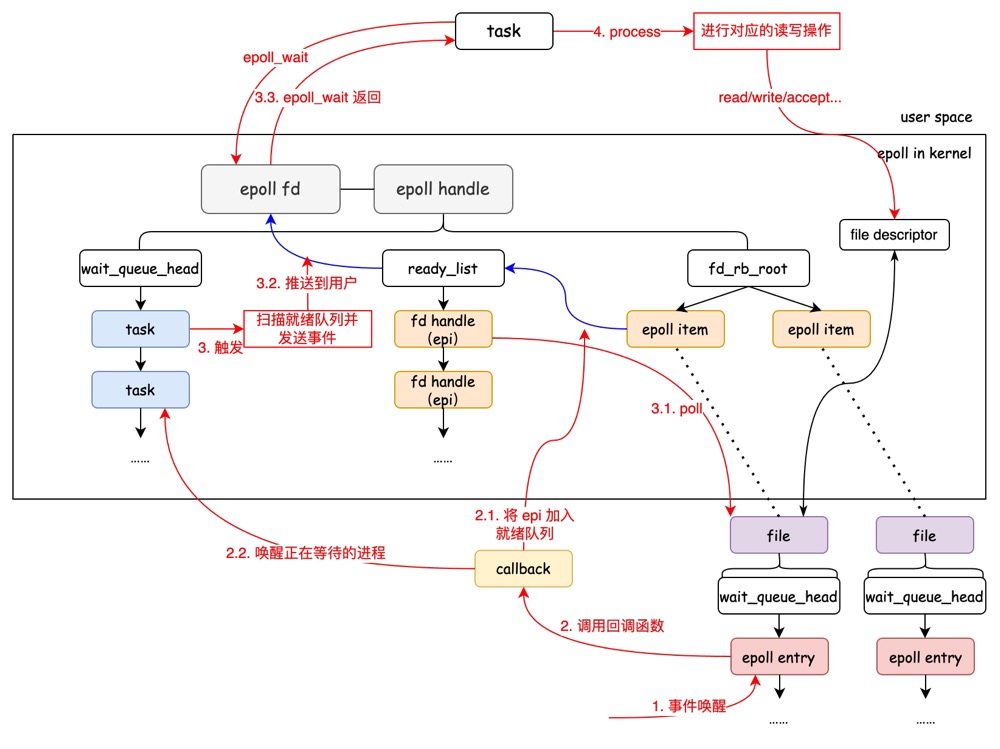 task
4. process
进行对应的读写操作
epoll_wait
3.3. epoll_wait 返回
read/write/accept...
user space
epoll in kernel
epoll fd
epoll handle
file descriptor
wait_queue_head
ready_list
fd_rb_root
3.2. 推送到用户
task
扫描就绪队列并
发送事件
3. 触发
fd handle
(epi)
epoll item
epoll item
task
fd handle
(epi)
3.1. poll
......
......
2.1. 将 epi 加入
就绪队列
file
file
2.2. 唤醒正在等待的进程
callback
wait_queue_head
wait_queue_head
2. 调用回调函数
epoll entry
epoll entry
1. 事件唤醒
......
......